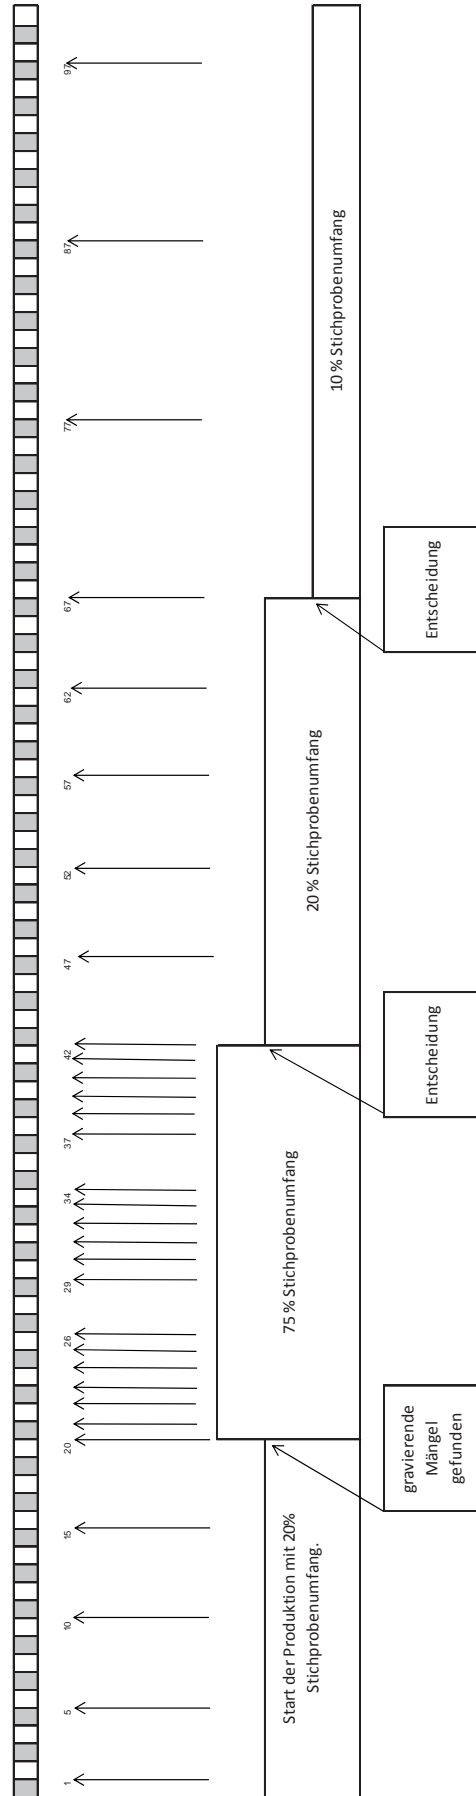 1
5
10
15
20
26
29
34
37
42
47
52
57
62
67
77
87
97
Start der Produktion mit 20%
Stichprobenumfang.
75 % Stichprobenumfang
20 % Stichprobenumfang
10 % Stichprobenumfang
gravierende
Mängel
gefunden
Entscheidung
Entscheidung